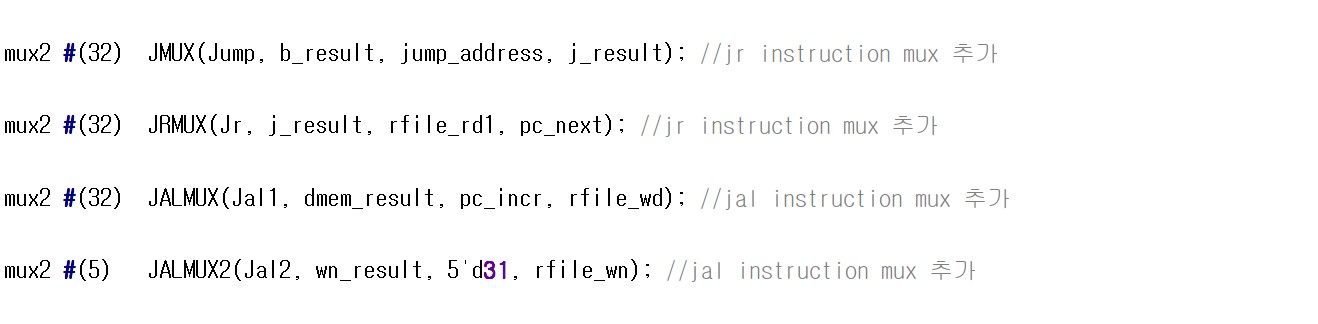 mux2 #(32)  JMUX(Jump, b_result, jump_address, j_result); //jr instruction mux 추가
mux2 #(32)  JRMUX(Jr, j_result, rfile_rd1, pc_next); //jr instruction mux 추가
mux2 #(32)  JALMUX(Jal1, dmem_result, pc_incr, rfile_wd); //jal instruction mux 추가
mux2 #(5)   JALMUX2(Jal2, wn_result, 5'd31, rfile_wn); //jal instruction mux 추가